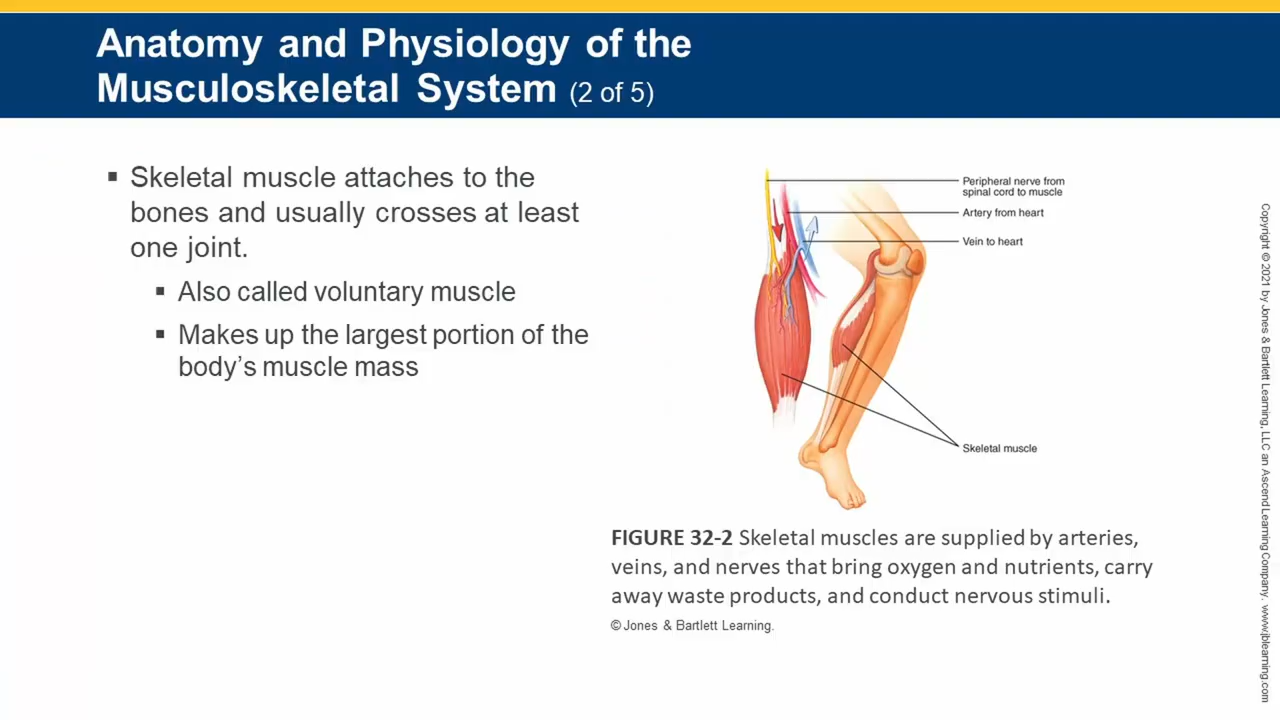 Anatomy and Physiology of the
Musculoskeletal System (2 of 5)
▪ Skeletal muscle attaches to the
bones and usually crosses at least
one joint.
▪ Also called voluntary muscle
▪ Makes up the largest portion of the
body’s muscle mass
Peripheral nerve from
spinal cord to muscle
Artery from heart
Vein to heart
Skeletal muscle
FIGURE 32-2 Skeletal muscles are supplied by arteries,
veins, and nerves that bring oxygen and nutrients, carry
away waste products, and conduct nervous stimuli.
© Jones & Bartlett Learning.
Copyright © 2021 by Jones & Bartlett Learning, LLC an Ascend Learning Company. www.jblearning.com